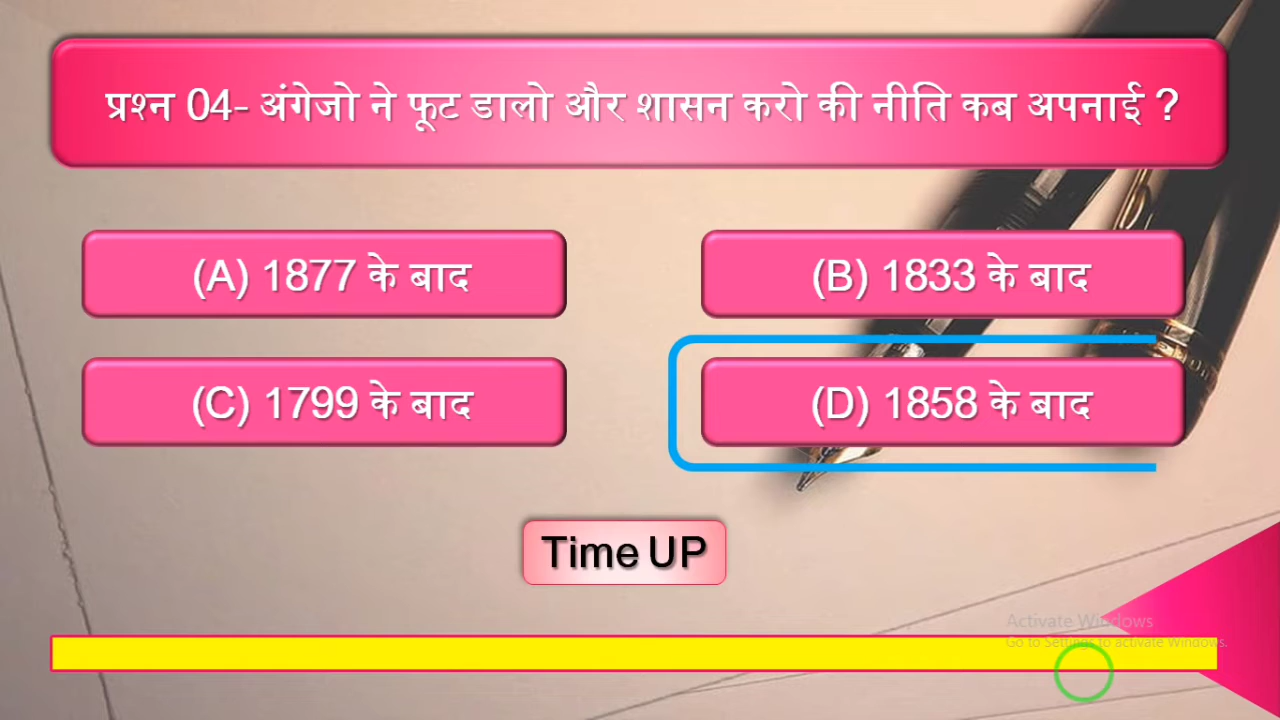 प्रश्न 04- अंगेजो ने फूट डालो और शासन करो की नीति कब अपनाई ?
(A) 1877 के बाद
(B) 1833 के बाद
(C) 1799 के बाद
(D) 1858 के बाद
Time UP
Activate Windows
Go to Settings to activate Windows.